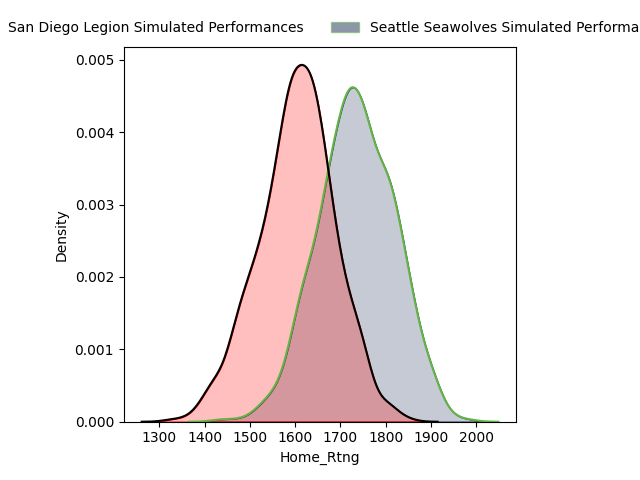 San Diego Legion Simulated Performances
Seattle Seawolves Simulated Performa
0.005
0.004
0.003
0.002
0.001
0.000
Density
1300 1400 1500 1600 1700 1800 1900 2000
Home_Rtng